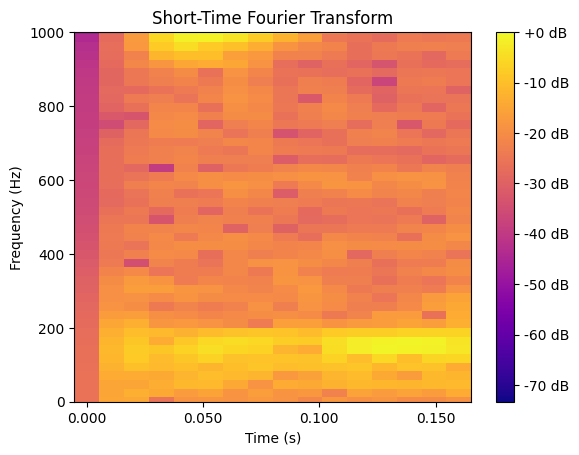 Short-Time Fourier Transform
1000
800
600
400
200
0
Frequency (Hz)
0.000
0.050
0.100
0.150
Time (s)
+0 dB
-10 dB
-20 dB
-30 dB
-40 dB
-50 dB
-60 dB
-70 dB